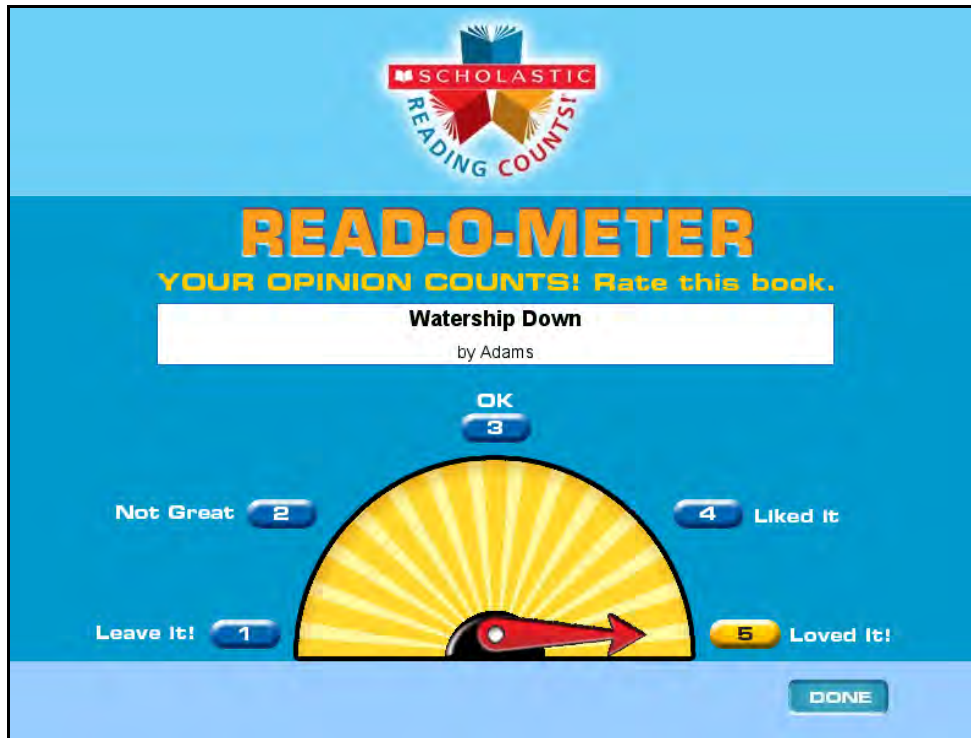 SCHOLASTIC
READING COUNTS!
READ-O-METER
YOUR OPINION COUNTS! Rate this book.
Watership Down
by Adams
OK
3
Not Great 2
4 Liked It
Leave It! 1
5 Loved It!
DONE